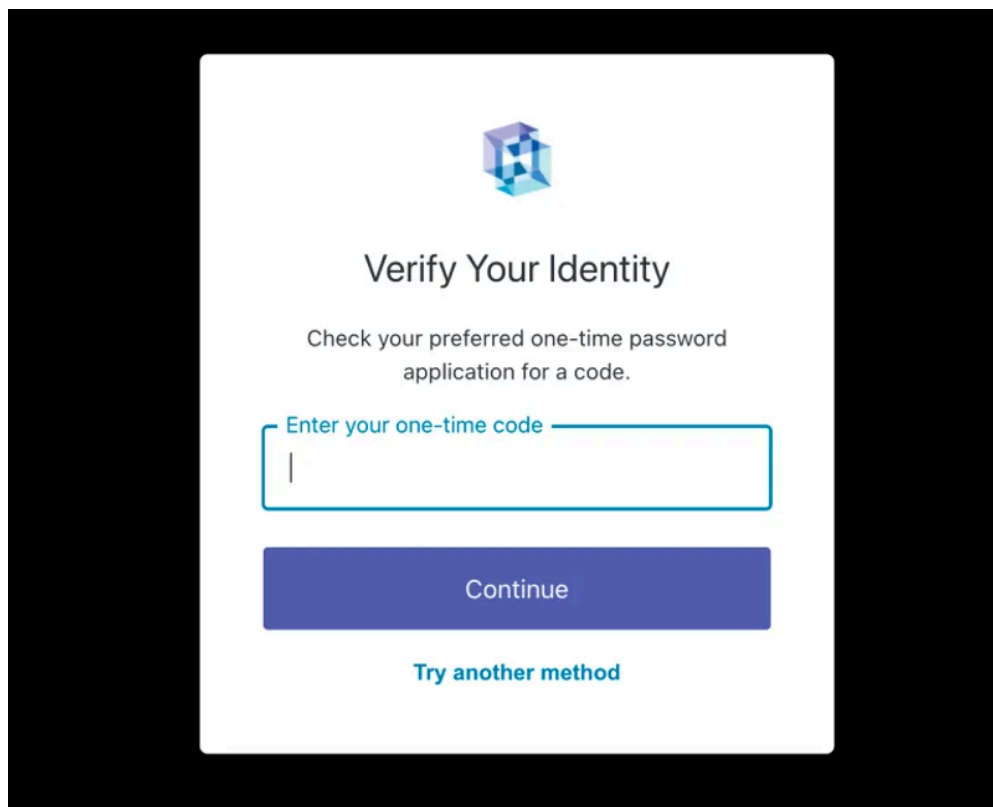 Verify Your Identity
Check your preferred one-time password
application for a code.
Enter your one-time code
Continue
Try another method